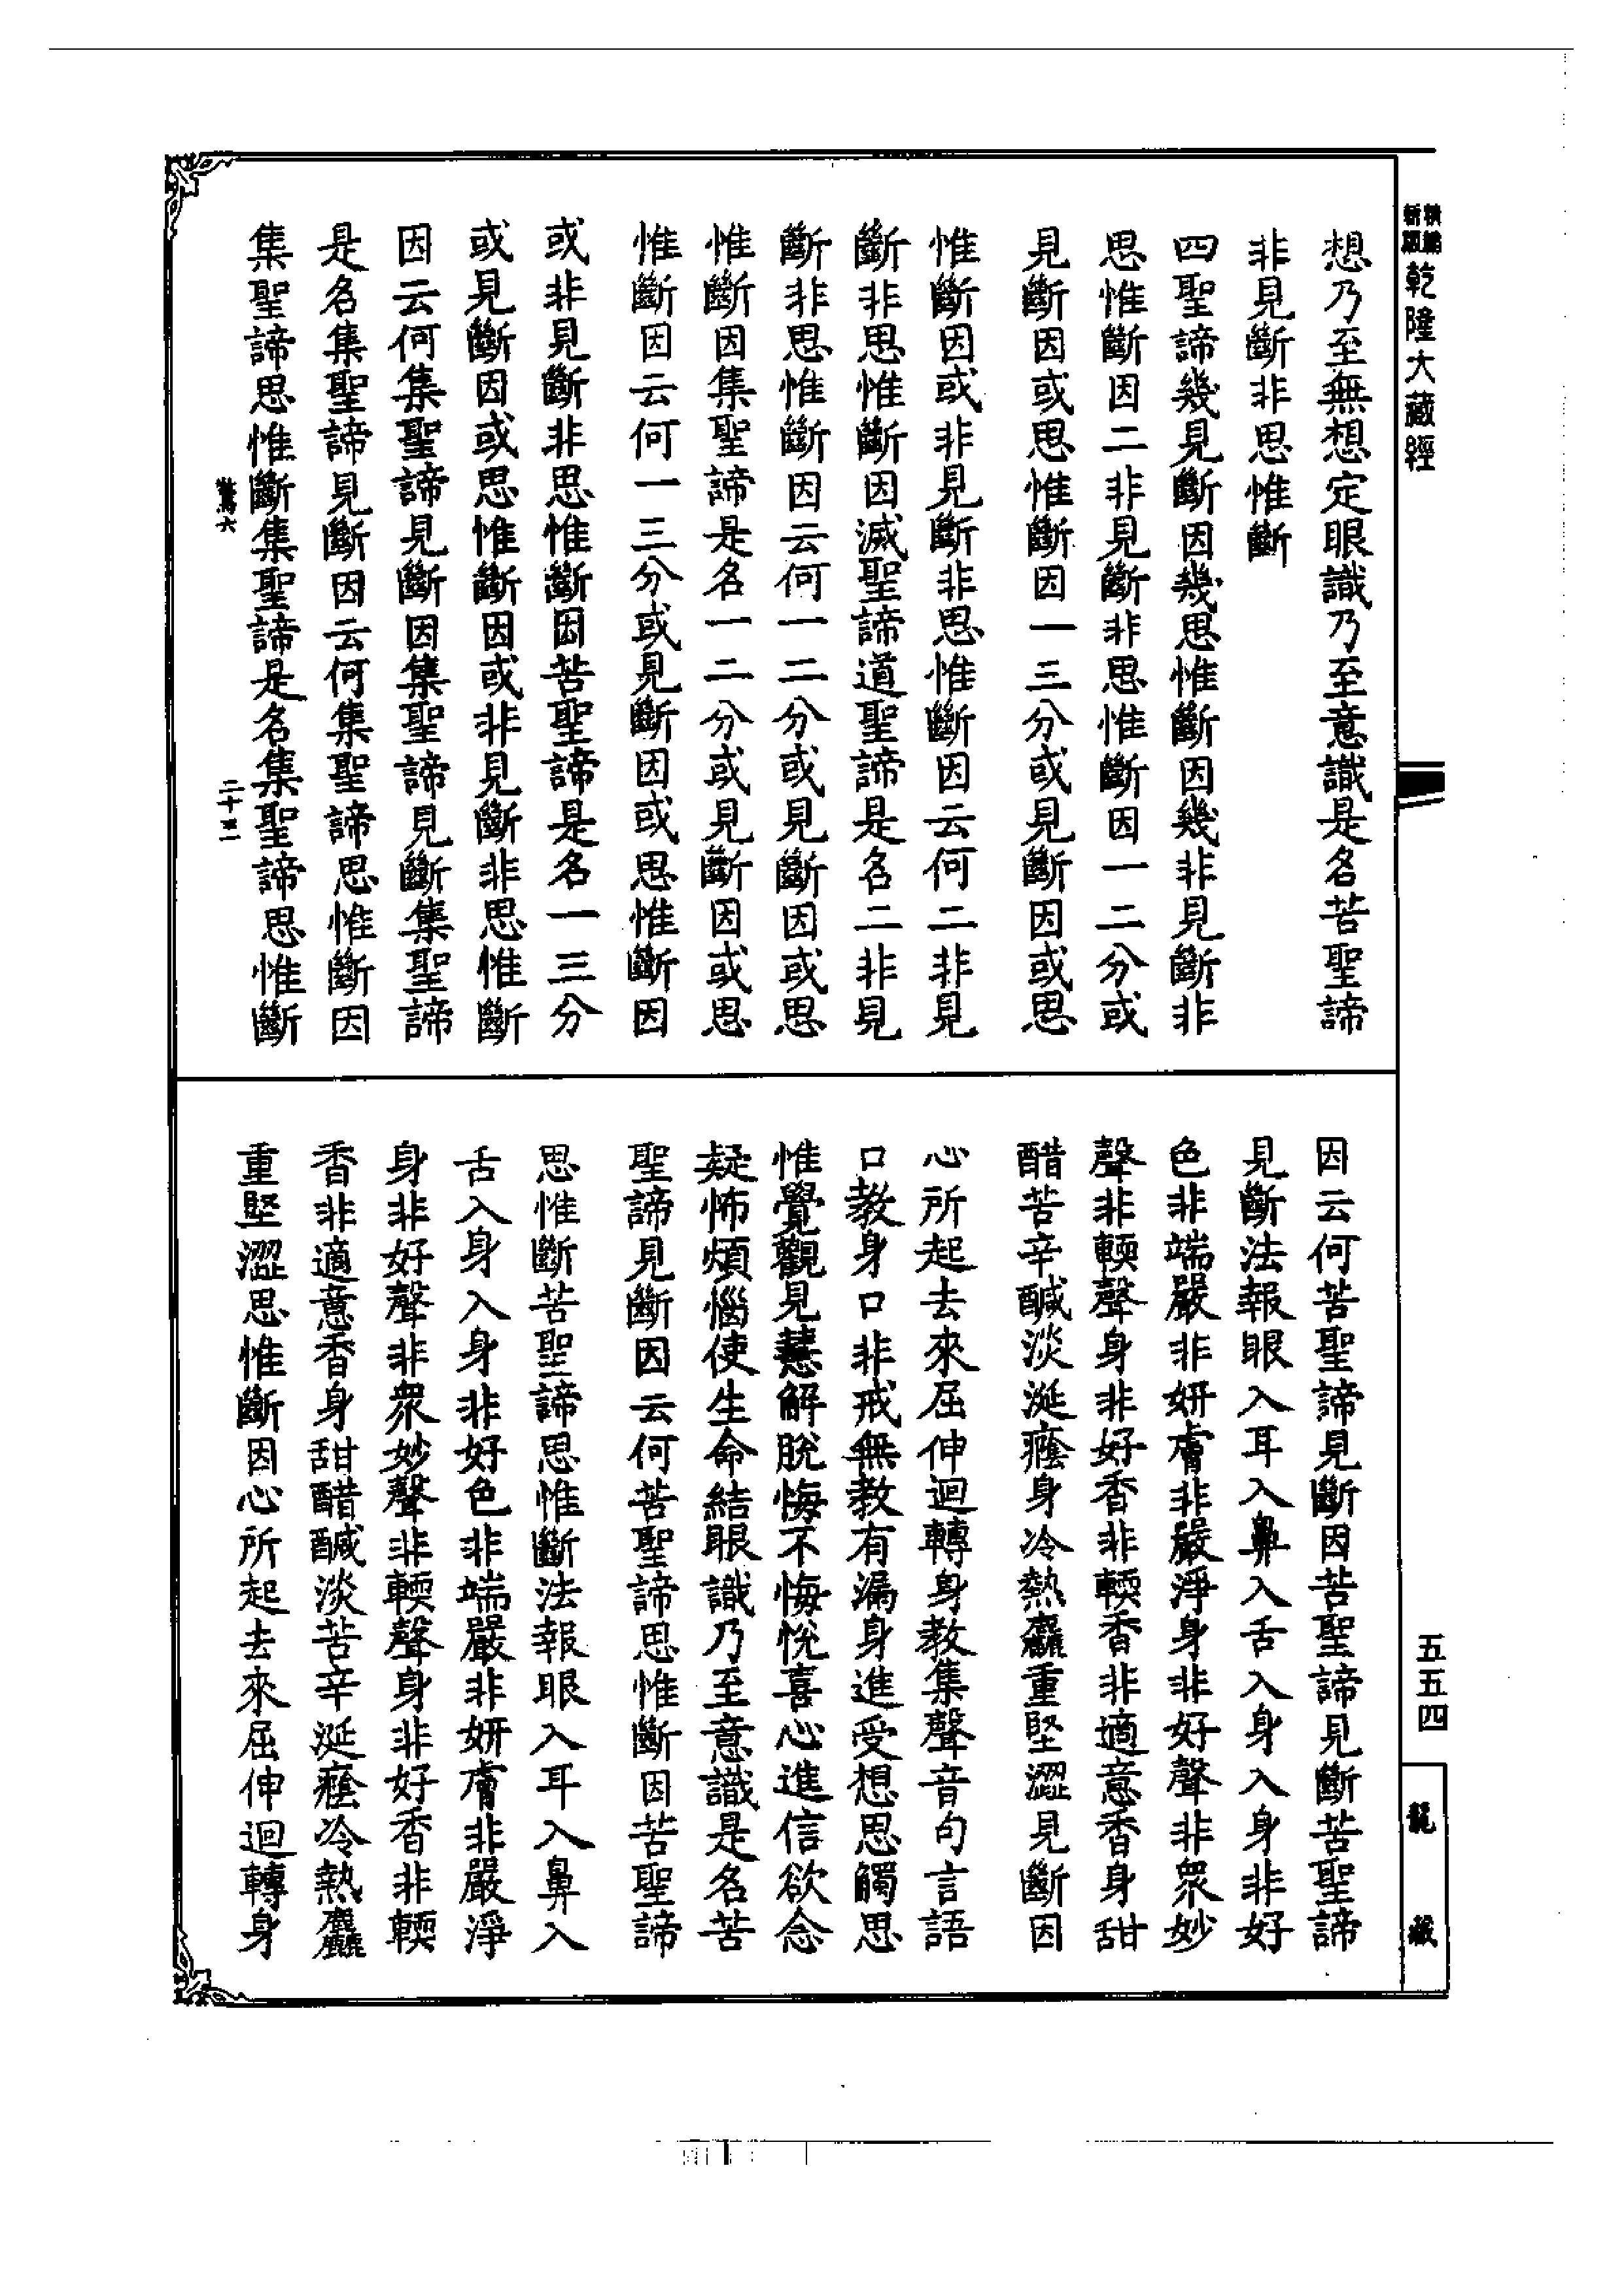 乾隆大藏經
想乃至無想定眼識乃至意識是名苦聖諦
非見斷非思惟斷
四聖諦幾見斷因幾思惟斷因幾非見斷非
思惟斷因二非見斷非思惟斷因一二分或
見斷因或思惟斷因一三分或見斷因或思
惟斷因或非見斷非思惟斷因云何二非見
斷非思惟斷因滅聖諦道聖諦是名二非見
斷非思惟斷因云何一二分或見斷因或思
惟斷因集聖諦是名一二分或見斷因或思
惟斷因云何一三分或見斷因或思惟斷因
或非見斷非思惟斷因苦聖諦是名一三分
或見斷因或思惟斷因或非見斷非思惟斷
因云何集聖諦見斷因集聖諦見斷集聖諦
是名集聖諦見斷因云何集聖諦思惟斷因
集聖諦思惟斷集聖諦是名集聖諦思惟斷
二十三
因云何苦聖諦見斷因苦聖諦見斷苦聖諦
見斷法報眼入耳入鼻入舌入身入身非好
色非端嚴非妍膚非嚴淨身非好聲非眾妙
聲非輭聲身非好香非輭香非適意香身甜
醋苦辛醎淡涎癊身冷熱麤重堅澀見斷因
心所起去來屈伸迴轉身教集聲音句言語
口教身口非戒無教有漏身進受想思觸思
惟覺觀見慧解脫悔不悔悅喜心進信欲念
疑怖煩惱使生命結眼識乃至意識是名苦
聖諦見斷因云何苦聖諦思惟斷因苦聖諦
思惟斷苦聖諦思惟斷法報眼入耳入鼻入
舌入身入身非好色非端嚴非妍膚非嚴淨
身非好聲非眾妙聲非輭聲身非好香非輭
香非適意香身甜醋醎淡苦辛涎癊冷熱麤
重堅澀思惟斷因心所起去來屈伸迴轉身
五五四
龍藏